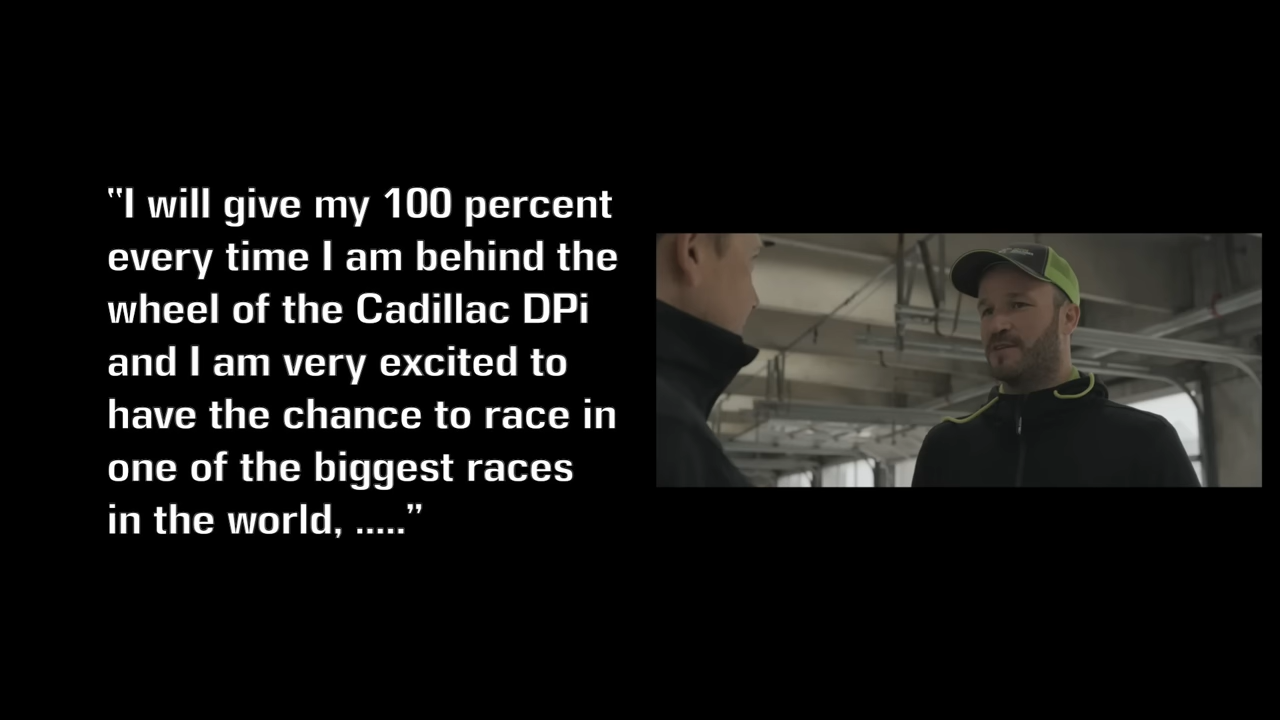 "I will give my 100 percent
every time I am behind the
wheel of the Cadillac DPi
and I am very excited to
have the chance to race in
one of the biggest races
in the world, ....."